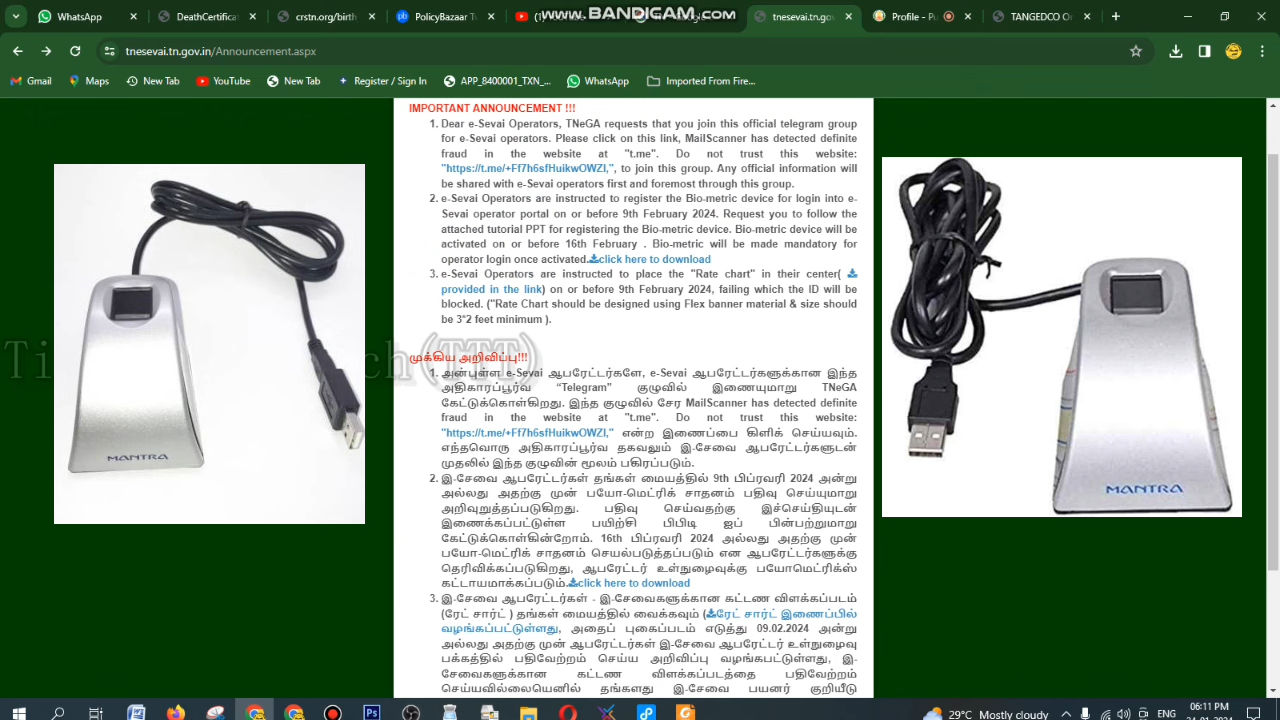 WhatsApp
DeathCertifica
crstn.org/birth
PolicyBazaar
www.BANDICAM.com
tnesevai.tn.gov.
Profile - Pu
TANGEDCO O
tnesevai.tn.gov.in/Announcement.aspx
Gmail
Maps
New Tab
YouTube
New Tab
Register / Sign In
APP_8400001_TXN_...
WhatsApp
Imported From Fire...
IMPORTANT ANNOUNCEMENT !!!
1. Dear e-Sevai Operators, TNeGA requests that you join this official telegram group
for e-Sevai operators. Please click on this link, MailScanner has detected definite
fraud in the website at "t.me". Do not trust this website:
"https://t.me/+Ff7h6sfHuikwOWZl,", to join this group. Any official information will
be shared with e-Sevai operators first and foremost through this group.
2. e-Sevai Operators are instructed to register the Bio-metric device for login into e-
Sevai operator portal on or before 9th February 2024. Request you to follow the
attached tutorial PPT for registering the Bio-metric device. Bio-metric device will be
activated on or before 16th February . Bio-metric will be made mandatory for
operator login once activated. click here to download
3. e-Sevai Operators are instructed to place the "Rate chart" in their center(
provided in the link) on or before 9th February 2024, failing which the ID will be
blocked. ("Rate Chart should be designed using Flex banner material & size should
be 3*2 feet minimum ).
முக்கிய அறிவிப்பு!!!
1. அன்புள்ள e-Sevai ஆபரேட்டர்களே, e-Sevai ஆபரேட்டர்களுக்கான இந்த
அதிகாரப்பூர்வ "Telegram" குழுவில் இணையுமாறு TNeGA
கேட்டுக்கொள்கிறது. இந்த குழுவில் சேர MailScanner has detected definite
fraud in the website at "t.me". Do not trust this website:
"https://t.me/+Ff7h6sfHuikwOWZl," என்ற இணைப்பை கிளிக் செய்யவும்.
எந்தவொரு அதிகாரப்பூர்வ தகவலும் இ-சேவை ஆபரேட்டர்களுடன்
முதலில் இந்த குழுவின் மூலம் பகிரப்படும்.
2. இ-சேவை ஆபரேட்டர்கள் தங்கள் மையத்தில் 9th பிப்ரவரி 2024 அன்று
அல்லது அதற்கு முன் பயோ-மெட்ரிக் சாதனம் பதிவு செய்யுமாறு
அறிவுறுத்தப்படுகிறது. பதிவு செய்வதற்கு இச்செய்தியுடன்
இணைக்கப்பட்டுள்ள பயிற்சி பிபிடி ஐப் பின்பற்றுமாறு
கேட்டுக்கொள்கின்றோம். 16th பிப்ரவரி 2024 அல்லது அதற்கு முன்
பயோ-மெட்ரிக் சாதனம் செயல்படுத்தப்படும் என ஆபரேட்டர்களுக்கு
தெரிவிக்கப்படுகிறது, ஆபரேட்டர் உள்நுழைவுக்கு பயோமெட்ரிக்ஸ்
கட்டாயமாக்கப்படும். click here to download
3. இ-சேவை ஆபரேட்டர்கள் - இ-சேவைகளுக்கான கட்டண விளக்கப்படம்
(ரேட் சார்ட் ) தங்கள் மையத்தில் வைக்கவும் ( ரேட் சார்ட் இணைப்பில்
வழங்கப்பட்டுள்ளது, அதைப் புகைப்படம் எடுத்து 09.02.2024 அன்று
அல்லது அதற்கு முன் ஆபரேட்டர்கள் இ-சேவை ஆபரேட்டர் உள்நுழைவு
பக்கத்தில் பதிவேற்றம் செய்ய அறிவிப்பு வழங்கபட்டுள்ளது, இ-
சேவைகளுக்கான கட்டண விளக்கப்படத்தை பதிவேற்றம்
செய்யவில்லையெனில் தங்களது இ-சேவை பயனர் குறியீடு
MANTRA
MANTRA
29°C Mostly cloudy
ENG
06:11 PM